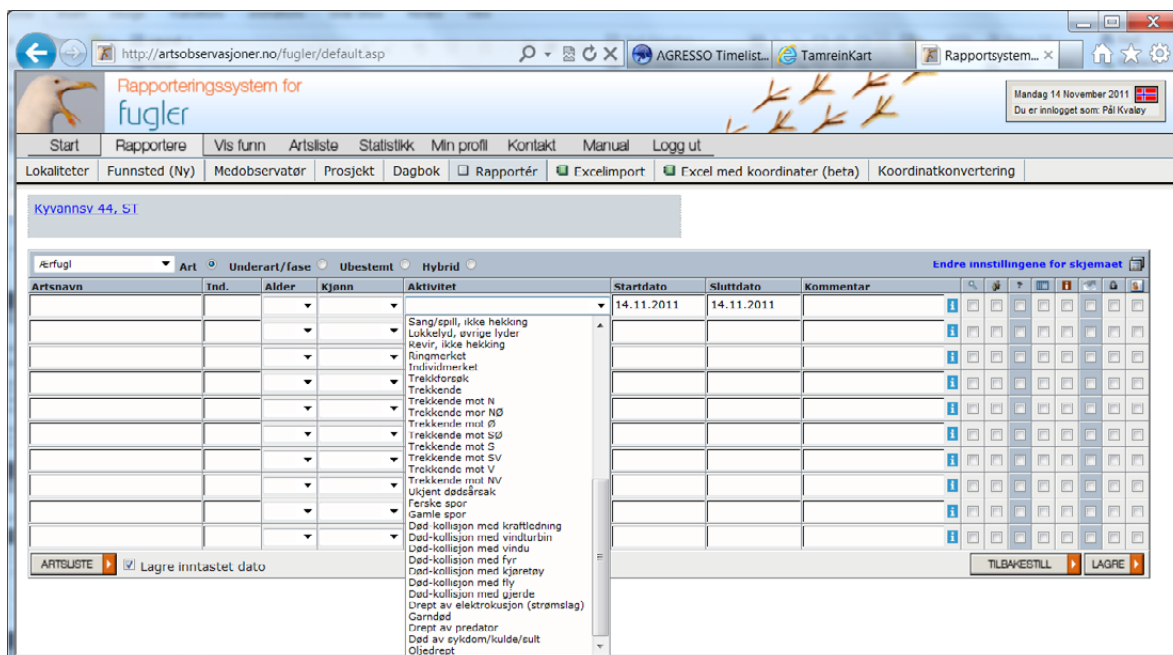 http://artsobservasjoner.no/fugler/default.asp
AGRESSO Timelist...
TamreinKart
Rapportsystem...
Rapporteringssystem for
fugler
Mandag 14 November 2011
Du er innlogget som: Pål Kvaløy
Start Rapportere Vis funn Artsliste Statistikk Min profil Kontakt Manual Logg ut
Lokaliteter Funnsted (Ny) Medobservatør Prosjekt Dagbok Rapportér Excelimport Excel med koordinater (beta) Koordinatkonvertering
Kyvannsv 44, ST
Ærfugl Art Underart/fase Ubestemt Hybrid Endre innstillingene for skjemaet
Artsnavn Ind. Alder Kjønn Aktivitet Startdato Sluttdato Kommentar
14.11.2011 14.11.2011
Sang/spill, ikke hekking
Lokkelyd, øvrige lyder
Revir, ikke hekking
Ringmerket
Individmerket
Trekkforsøk
Trekkende
Trekkende mot N
Trekkende mor NØ
Trekkende mot Ø
Trekkende mot SØ
Trekkende mot S
Trekkende mot SV
Trekkende mot V
Trekkende mot NV
Ukjent dødsårsak
Ferske spor
Gamle spor
Død-kollisjon med kraftledning
Død-kollisjon med vindturbin
Død-kollisjon med vindu
Død-kollisjon med fyr
Død-kollisjon med kjøretøy
Død-kollisjon med fly
Død-kollisjon med gjerde
Drept av elektrokusjon (strømslag)
Garndød
Drept av predator
Død av sykdom/kulde/sult
Oljedrept
ARTSLISTE Lagre inntastet dato TILBAKESTILL LAGRE